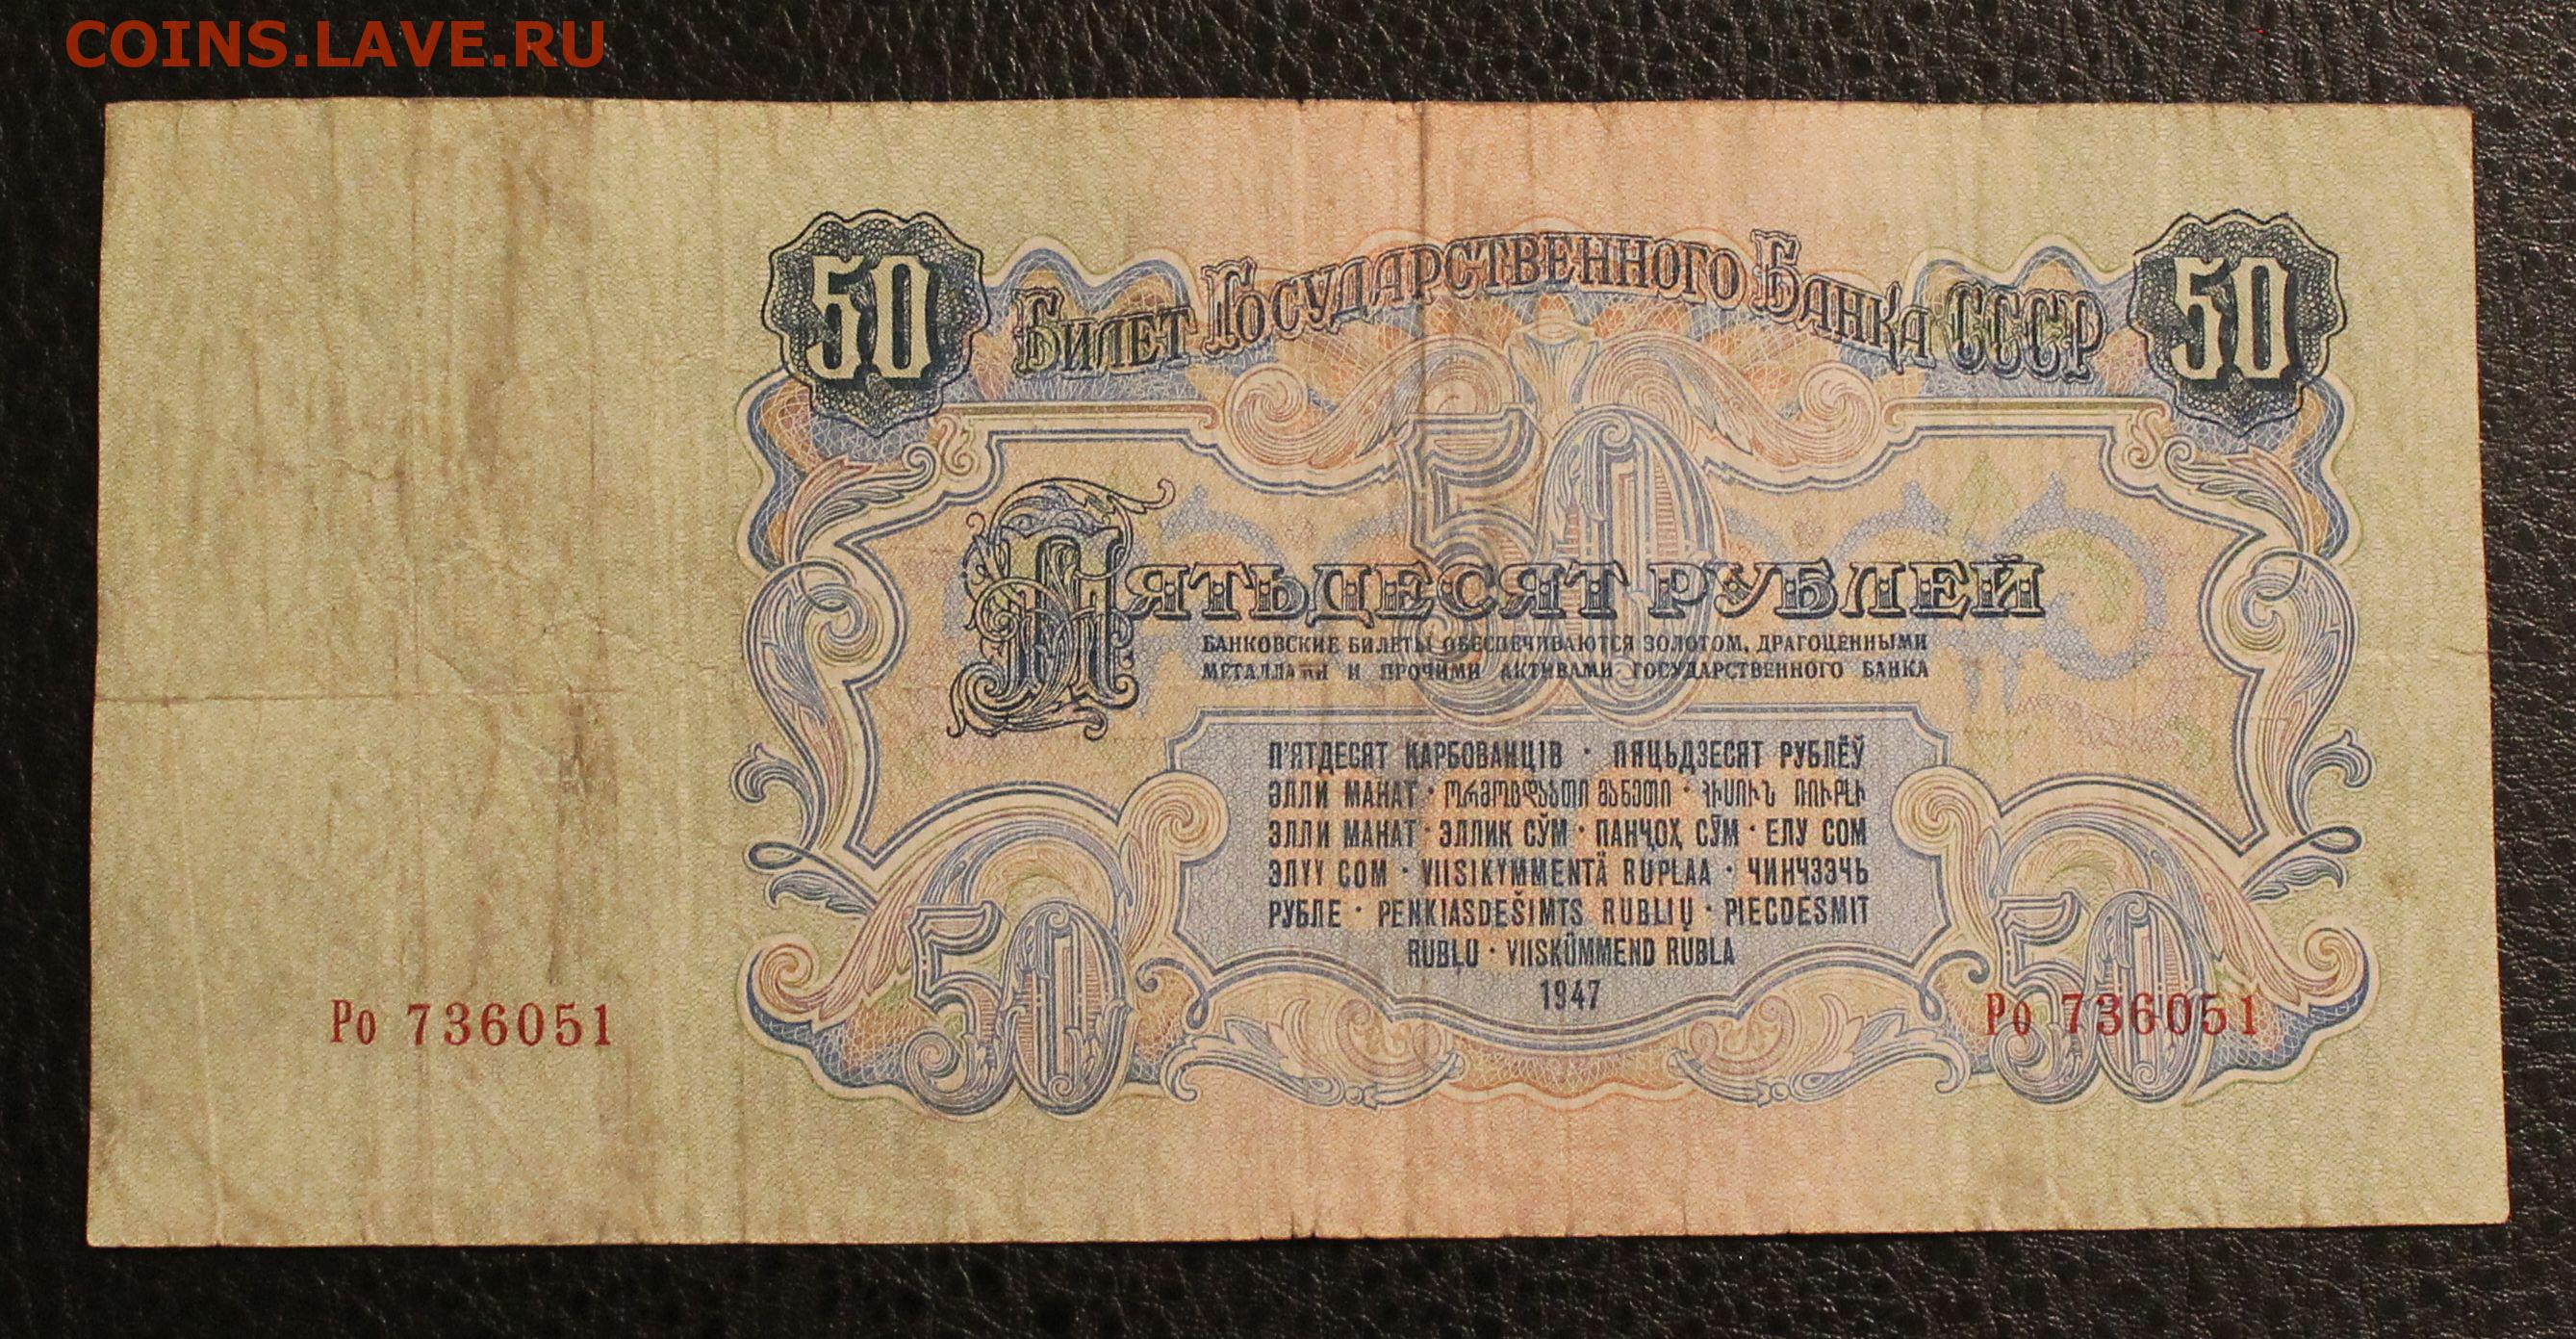 COINS.LAVE.RU
50 50
БИЛЕТ ГОСУДАРСТВЕННОГО БАНКА СССР
50
ПЯТЬДЕСЯТ РУБЛЕЙ
БАНКОВСКИЕ БИЛЕТЫ ОБЕСПЕЧИВАЮТСЯ ЗОЛОТОМ, ДРАГОЦЕННЫМИ
МЕТАЛЛАМИ И ПРОЧИМИ АКТИВАМИ ГОСУДАРСТВЕННОГО БАНКА
П'ЯТДЕСЯТ КАРБОВАНЦІВ · ПЯЦЬДЗЕСЯТ РУБЛЁЎ
ЭЛЛИ МАНАТ · ᲝᲠᲛᲝᲪᲓᲐᲐᲗᲘ ᲛᲐᲜᲔᲗᲘ · ՀԻՍՈՒՆ ՌՈՒԲԼԻ
ЭЛЛИ МАНАТ · ЭЛЛИК СЎМ · ПАНҶОҲ СӮМ · ЕЛУ СОМ
ЭЛҮҮ СОМ · VIISIKYMMENTÄ RUPLAA · ЧИНЧЗЭЧЬ
РУБЛЕ · PENKIASDEŠIMTS RUBLIŲ · PIECDESMIT
RUBĻU · VIISKÜMMEND RUBLA
1947
50 50
Ро 736051 Ро 736051